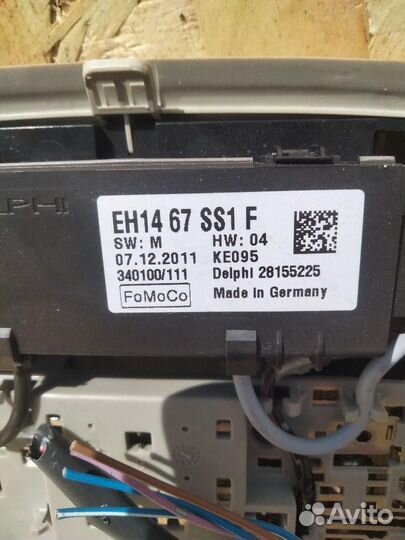 EH14 67 SS1 F
SW: M HW: 04
07.12.2011 KE095
340100/111 Delphi 28155225
FoMoCo Made in Germany
Avito